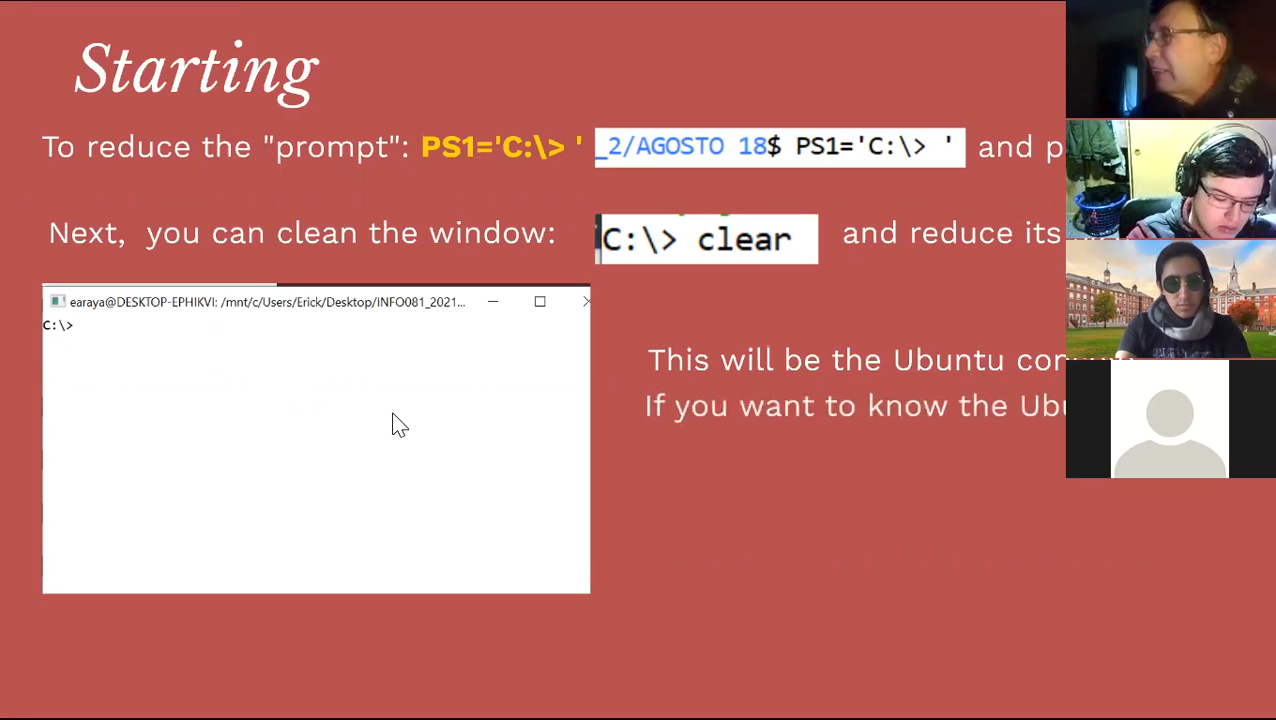 Starting
To reduce the "prompt": PS1='C:\> ' _2/AGOSTO 18$ PS1='C:\> ' and p
Next, you can clean the window: C:\> clear and reduce its
earaya@DESKTOP-EPHIKVI: /mnt/c/Users/Erick/Desktop/INFO081_2021...
C:\>
This will be the Ubuntu con
If you want to know the Ubu